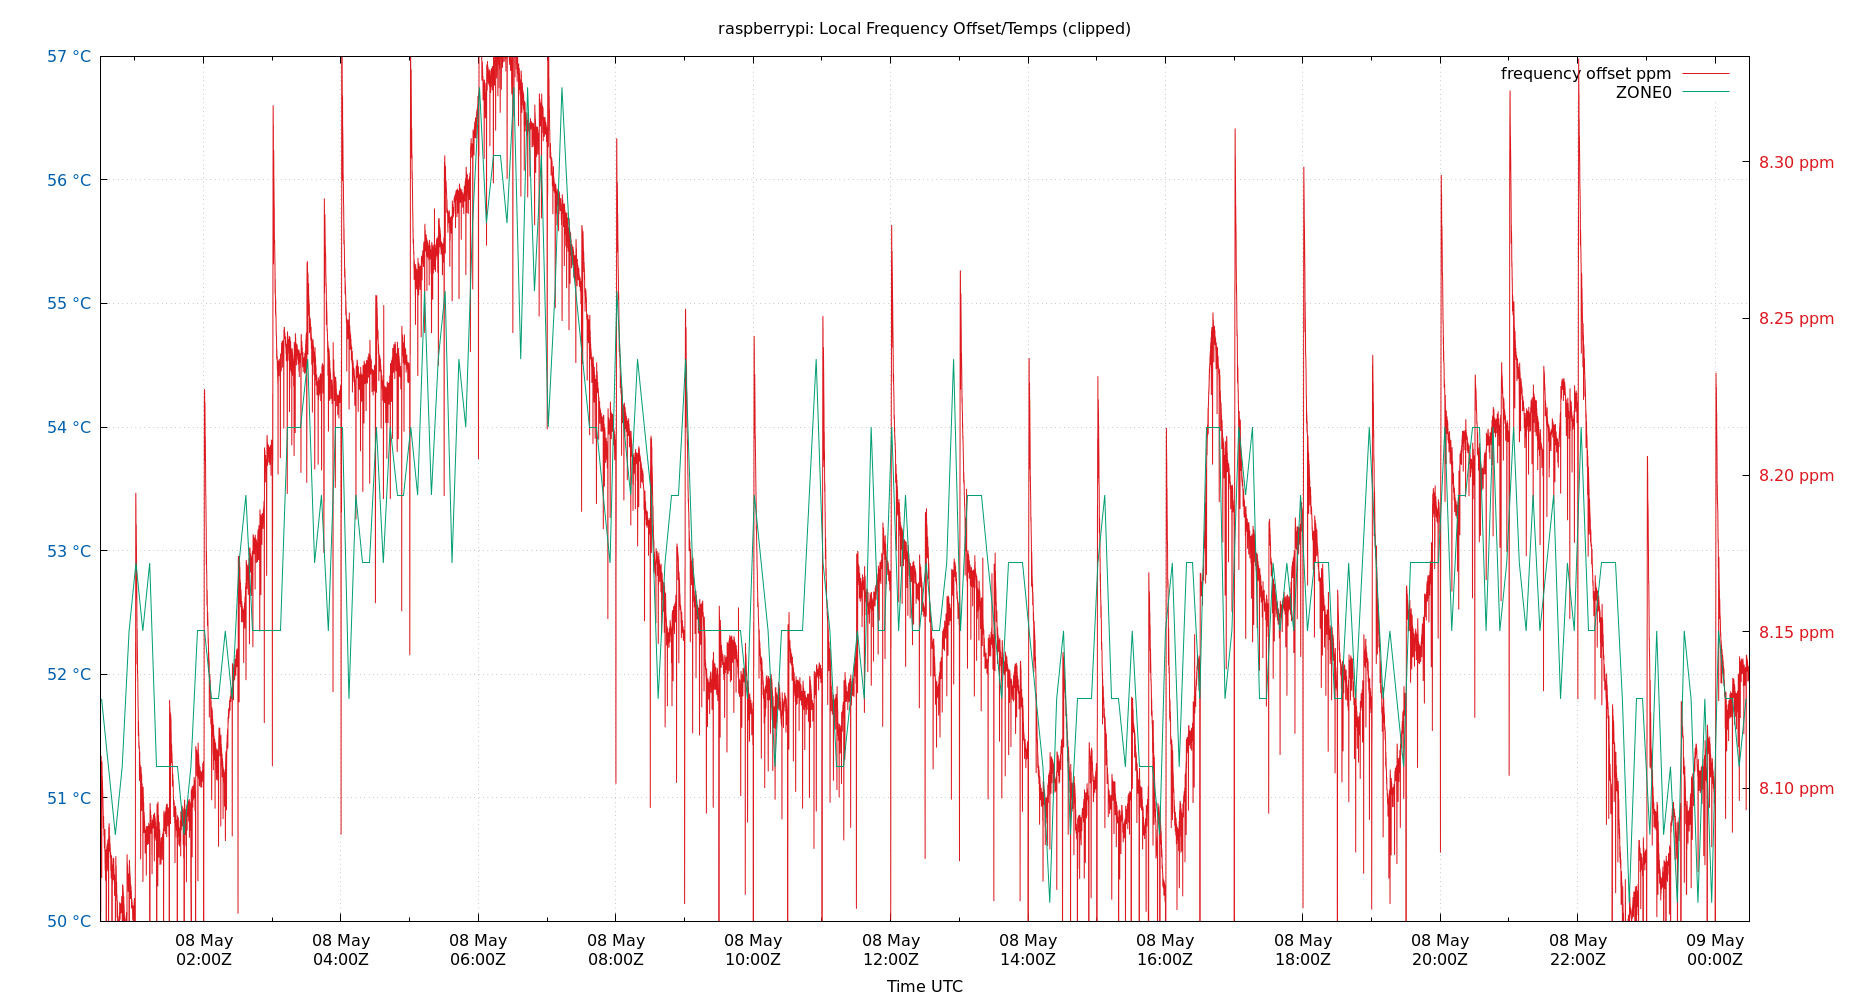 raspberrypi: Local Frequency Offset/Temps (clipped)
57 °C
56 °C
55 °C
54 °C
53 °C
52 °C
51 °C
50 °C
frequency offset ppm
ZONE0
8.30 ppm
8.25 ppm
8.20 ppm
8.15 ppm
8.10 ppm
08 May 08 May 08 May 08 May 08 May 08 May 08 May 08 May 08 May 08 May 08 May 09 May
02:00Z 04:00Z 06:00Z 08:00Z 10:00Z 12:00Z 14:00Z 16:00Z 18:00Z 20:00Z 22:00Z 00:00Z
Time UTC